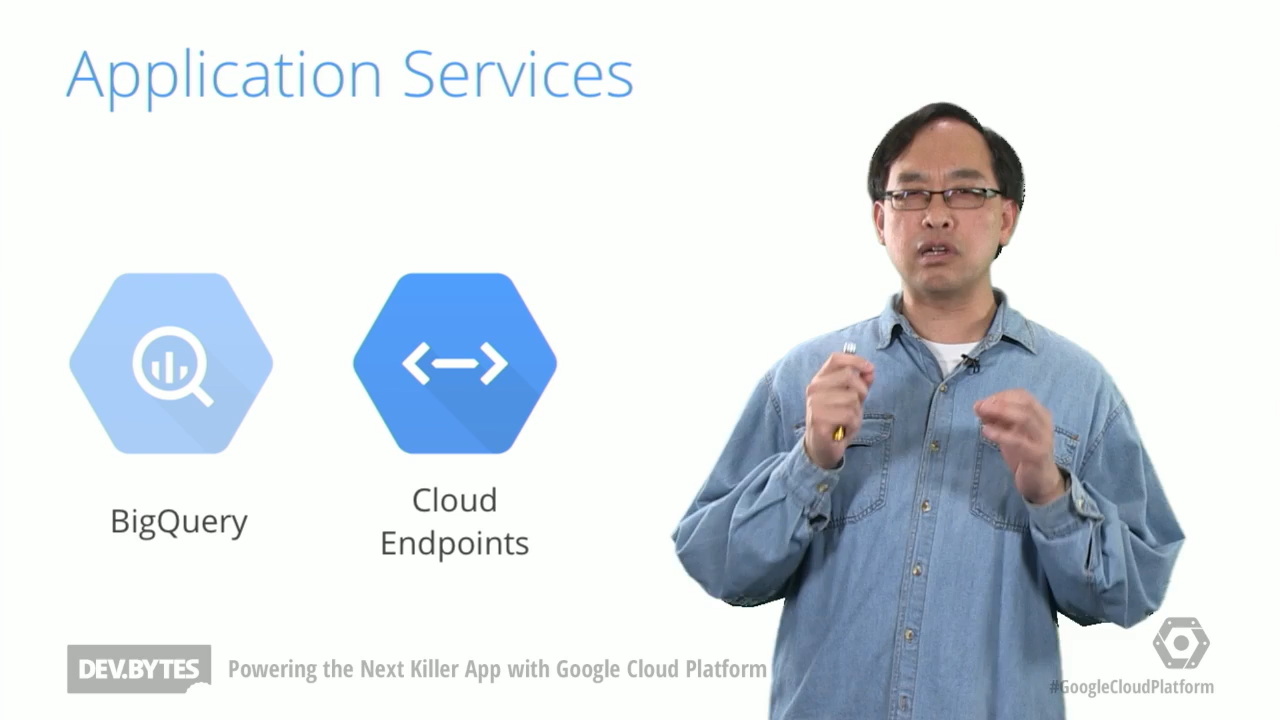 Application Services
BigQuery
Cloud
Endpoints
DEV.BYTES
Powering the Next Killer App with Google Cloud Platform
#GoogleCloudPlatform